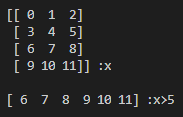 [[ 0 1 2]
[ 3 4 5]
[ 6 7 8]
[ 9 10 11]] :x
[ 6 7 8 9 10 11] :x>5